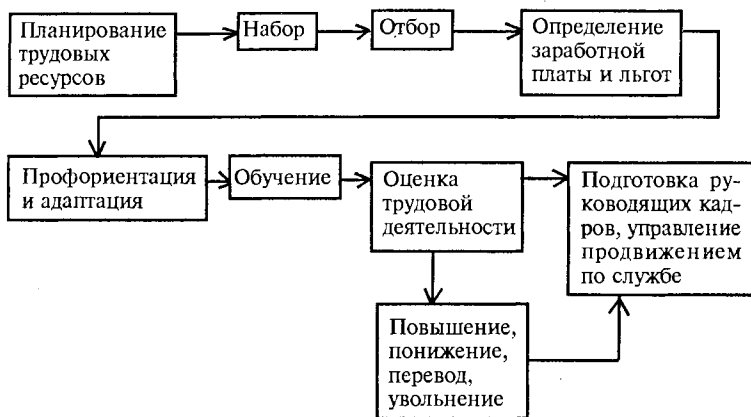 Планирование
трудовых
ресурсов
Набор
Отбор
Определение
заработной
платы и льгот
Профориентация
и адаптация
Обучение
Оценка
трудовой
деятельности
Подготовка ру-
ководящих кад-
ров, управление
продвижением
по службе
Повышение,
понижение,
перевод,
увольнение